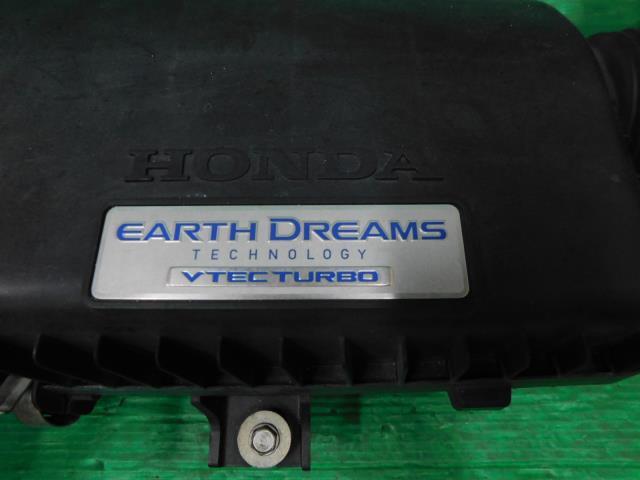 HONDA
EARTH DREAMS
TECHNOLOGY
VTEC TURBO